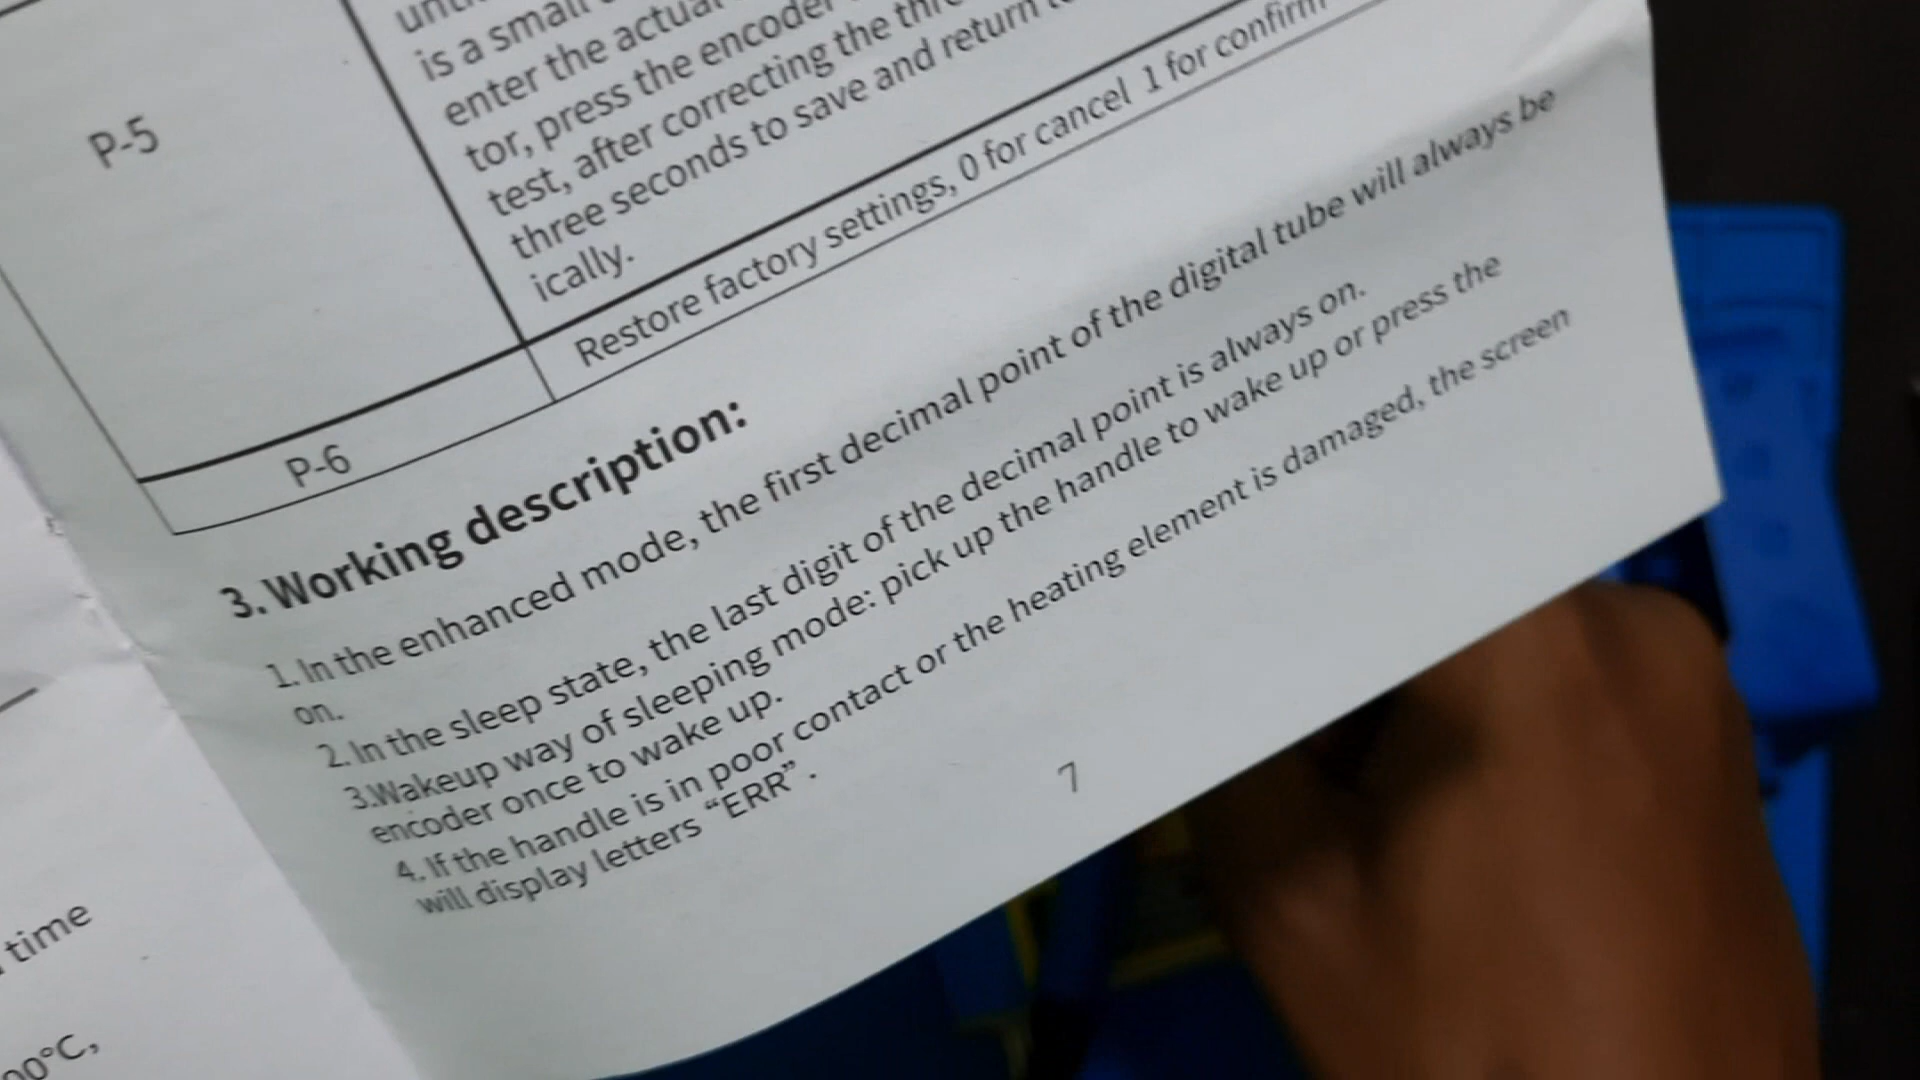 P-5
is a small
enter the actual
tor, press the encoder
test, after correcting the
three seconds to save and return
ically.
P-6
Restore factory settings, 0 for cancel 1 for confirm
3. Working description:
1. In the enhanced mode, the first decimal point of the digital tube will always be
on.
2. In the sleep state, the last digit of the decimal point is always on.
3.Wakeup way of sleeping mode: pick up the handle to wake up or press the
encoder once to wake up.
4. If the handle is in poor contact or the heating element is damaged, the screen
will display letters “ERR” .
7
time
00°C,